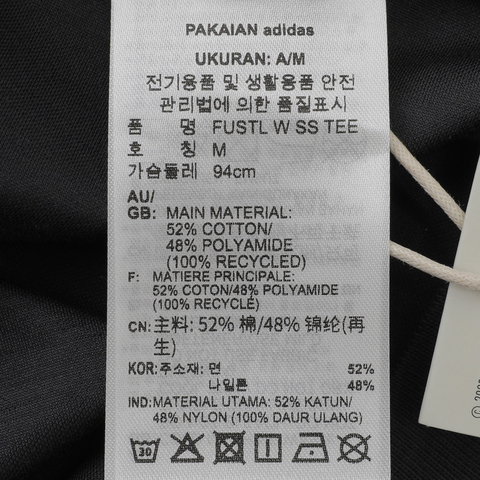 PAKAIAN adidas
UKURAN: A/M
전기용품 및 생활용품 안전
관리법에 의한 품질표시
품 명 FUSTL W SS TEE
호 칭 M
가슴둘레 94cm
AU/
GB: MAIN MATERIAL:
52% COTTON/
48% POLYAMIDE
(100% RECYCLED)
F: MATIERE PRINCIPALE:
52% COTON/48% POLYAMIDE
(100% RECYCLÉ)
CN: 主料: 52% 棉/48% 锦纶(再
生)
KOR: 주소재: 면 52%
나일론 48%
IND: MATERIAL UTAMA: 52% KATUN/
48% NYLON (100% DAUR ULANG)
30